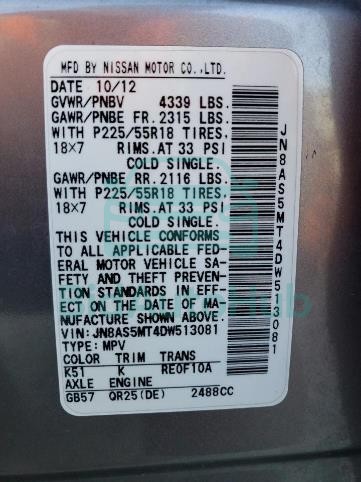 MFD BY NISSAN MOTOR CO.,LTD.
DATE 10/12
GVWR/PNBV 4339 LBS.
GAWR/PNBE FR. 2315 LBS.
WITH P225/55R18 TIRES,
18×7 RIMS.AT 33 PSI
COLD SINGLE.
GAWR/PNBE RR. 2116 LBS.
WITH P225/55R18 TIRES,
18×7 RIMS.AT 33 PSI
COLD SINGLE.
THIS VEHICLE CONFORMS
TO ALL APPLICABLE FED-
ERAL MOTOR VEHICLE SA-
FETY AND THEFT PREVEN-
TION STANDARDS IN EFF-
ECT ON THE DATE OF MA-
NUFACTURE SHOWN ABOVE.
VIN:JN8AS5MT4DW513081
TYPE: MPV
COLOR TRIM TRANS
K51 K RE0F10A
AXLE ENGINE
GB57 QR25(DE) 2488CC
JN8AS5MT4DW513081